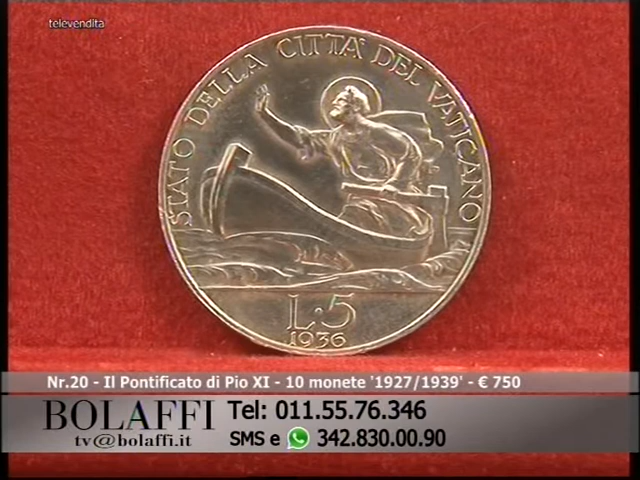 televendita
STATO DELLA CITTA' DEL VATICANO
L·5
1936
Nr.20 - Il Pontificato di Pio XI - 10 monete '1927/1939' - € 750
BOLAFFI
tv@bolaffi.it
Tel: 011.55.76.346
SMS e 342.830.00.90